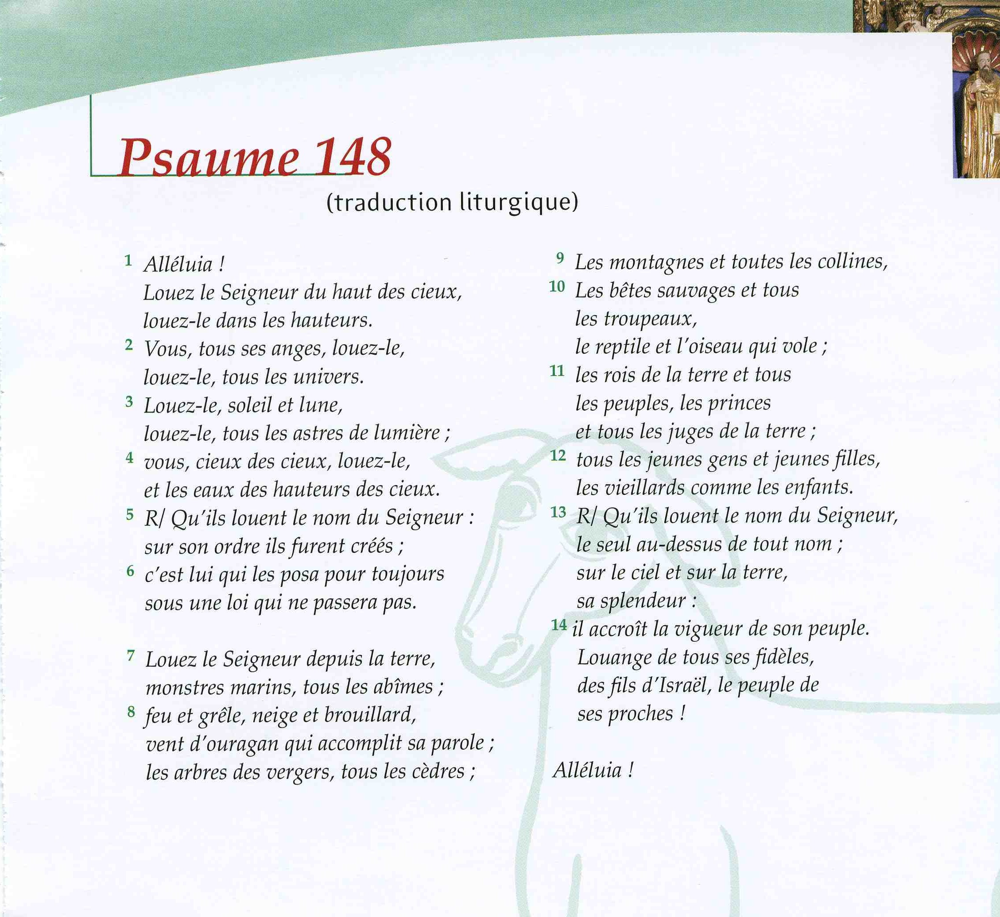 Psaume 148
(traduction liturgique)
1 Alléluia !
Louez le Seigneur du haut des cieux,
louez-le dans les hauteurs.
2 Vous, tous ses anges, louez-le,
louez-le, tous les univers.
3 Louez-le, soleil et lune,
louez-le, tous les astres de lumière ;
4 vous, cieux des cieux, louez-le,
et les eaux des hauteurs des cieux.
5 R/ Qu'ils louent le nom du Seigneur :
sur son ordre ils furent créés ;
6 c'est lui qui les posa pour toujours
sous une loi qui ne passera pas.
7 Louez le Seigneur depuis la terre,
monstres marins, tous les abîmes ;
8 feu et grêle, neige et brouillard,
vent d'ouragan qui accomplit sa parole ;
les arbres des vergers, tous les cèdres ;
9 Les montagnes et toutes les collines,
10 Les bêtes sauvages et tous
les troupeaux,
le reptile et l'oiseau qui vole ;
11 les rois de la terre et tous
les peuples, les princes
et tous les juges de la terre ;
12 tous les jeunes gens et jeunes filles,
les vieillards comme les enfants.
13 R/ Qu'ils louent le nom du Seigneur,
le seul au-dessus de tout nom ;
sur le ciel et sur la terre,
sa splendeur :
14 il accroît la vigueur de son peuple.
Louange de tous ses fidèles,
des fils d'Israël, le peuple de
ses proches !
Alléluia !